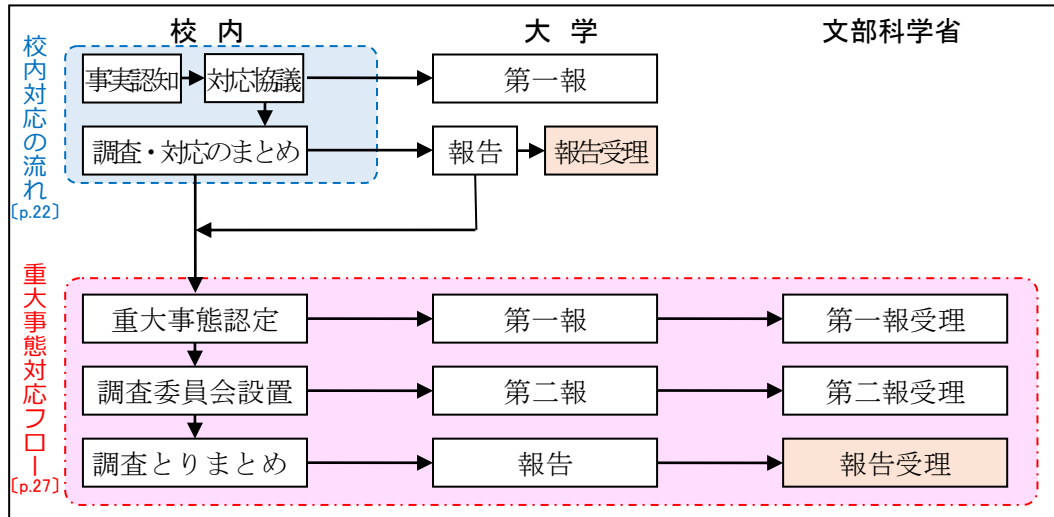 校 内
大 学
文部科学省
校内対応の流れ
〔p.22〕
事実認知
対応協議
第一報
調査・対応のまとめ
報告
報告受理
重大事態対応フロー
〔p.27〕
重大事態認定
第一報
第一報受理
調査委員会設置
第二報
第二報受理
調査とりまとめ
報告
報告受理